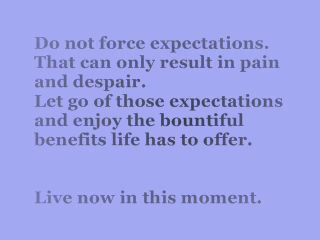 Do not force expectations.
That can only result in pain
and despair.
Let go of those expectations
and enjoy the bountiful
benefits life has to offer.
Live now in this moment.